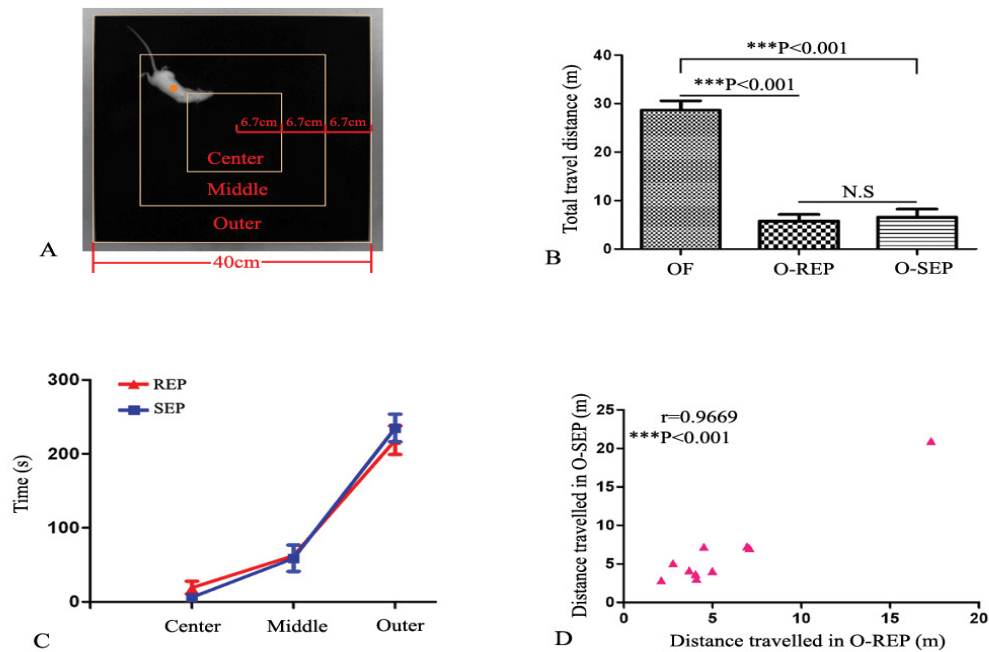 6.7cm 6.7cm 6.7cm
Center
Middle
Outer
40cm
A
Total travel distance (m)
40
30
20
10
0
***P<0.001
***P<0.001
N.S
OF O-REP O-SEP
B
Time (s)
300
200
100
0
REP
SEP
Center Middle Outer
C
Distance travelled in O-SEP (m)
25
20
15
10
5
0
r=0.9669
***P<0.001
0 5 10 15 20
Distance travelled in O-REP (m)
D